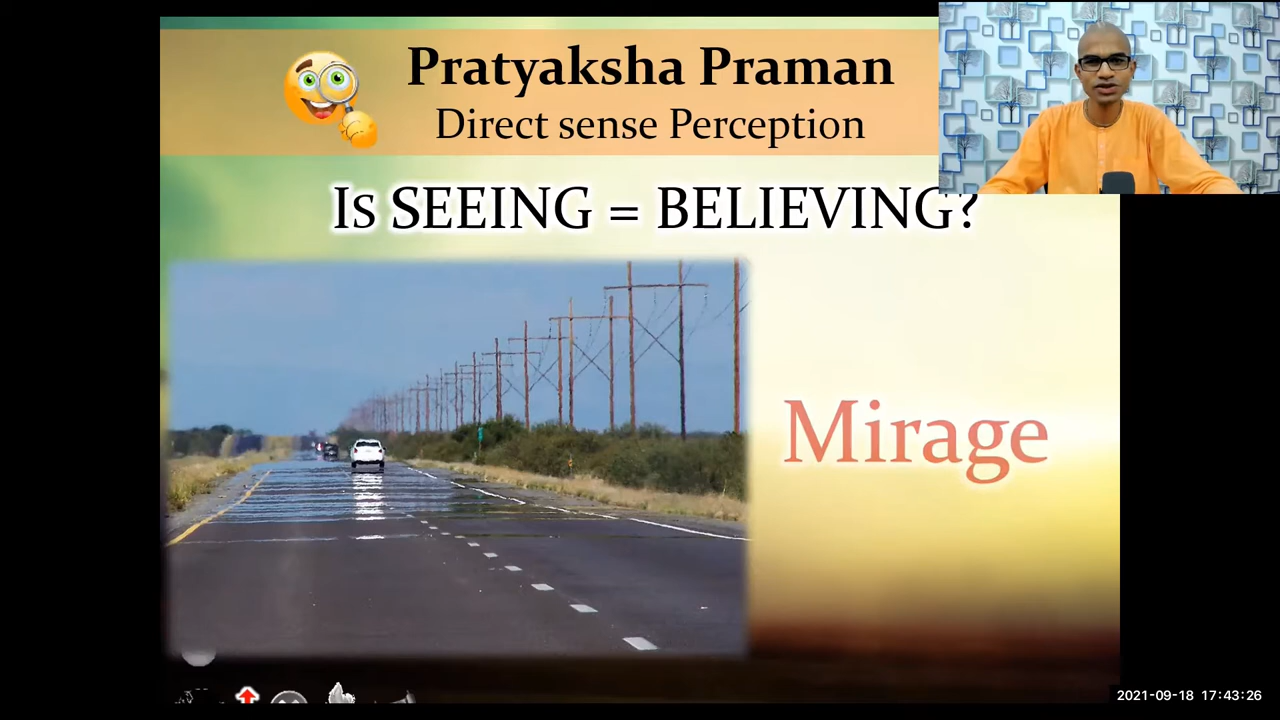 Pratyaksha Praman
Direct sense Perception
Is SEEING = BELIEVING?
Mirage
2021-09-18 17:43:26